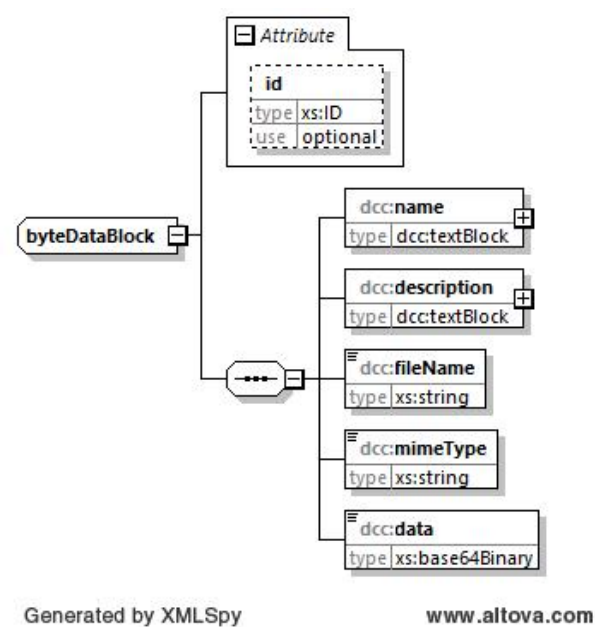 Attribute
id
type xs:ID
use optional
byteDataBlock
dcc:name
type dcc:textBlock
dcc:description
type dcc:textBlock
dcc:fileName
type xs:string
dcc:mimeType
type xs:string
dcc:data
type xs:base64Binary
Generated by XMLSpy www.altova.com